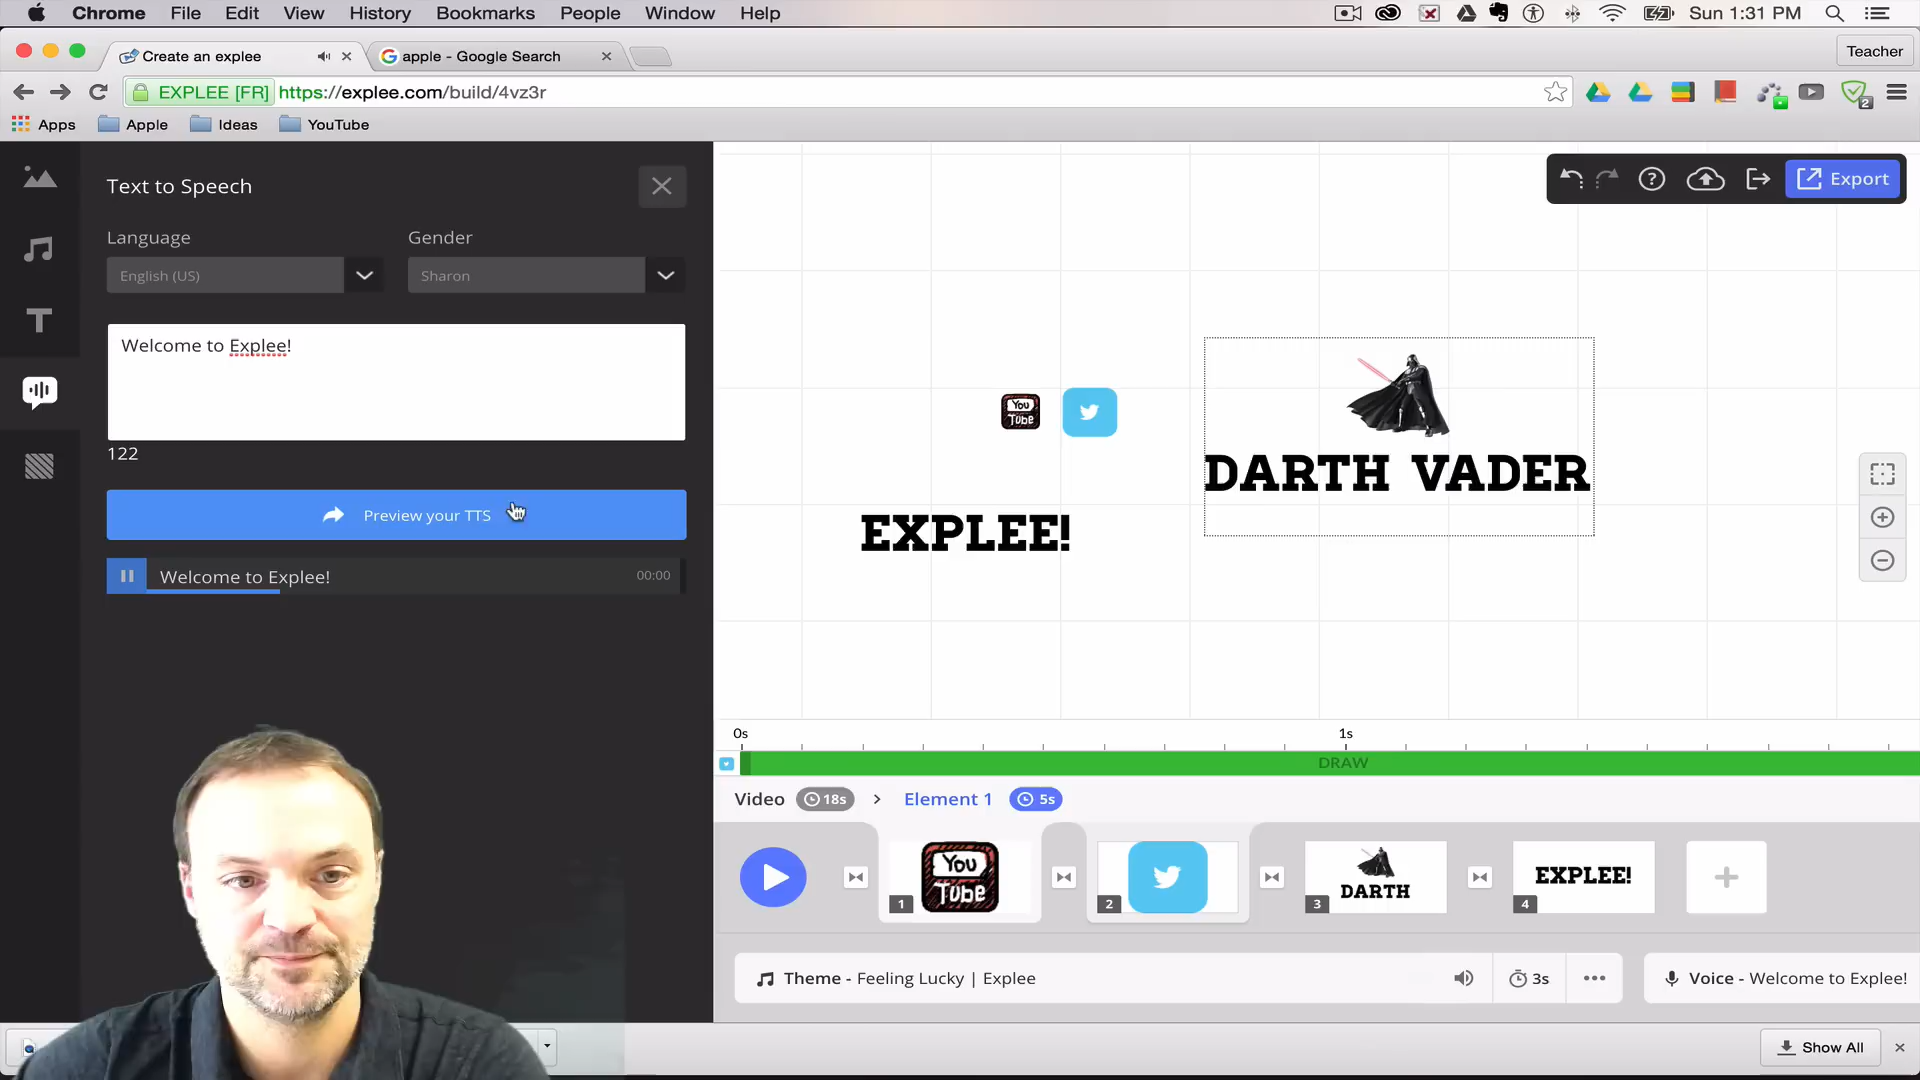 Chrome File Edit View History Bookmarks People Window Help Sun 1:31 PM
Create an explee apple - Google Search Teacher
EXPLEE [FR] https://explee.com/build/4vz3r 2
Apps Apple Ideas YouTube
Text to Speech
Export
Language Gender
English (US) Sharon
Welcome to Explee!
You
Tube
DARTH VADER
122
Preview your TTS
EXPLEE!
Welcome to Explee! 00:00
0s 1s
DRAW
Video 18s > Element 1 5s
You
Tube
DARTH
EXPLEE!
1 2 3 4
Theme - Feeling Lucky | Explee 3s Voice - Welcome to Explee!
Show All